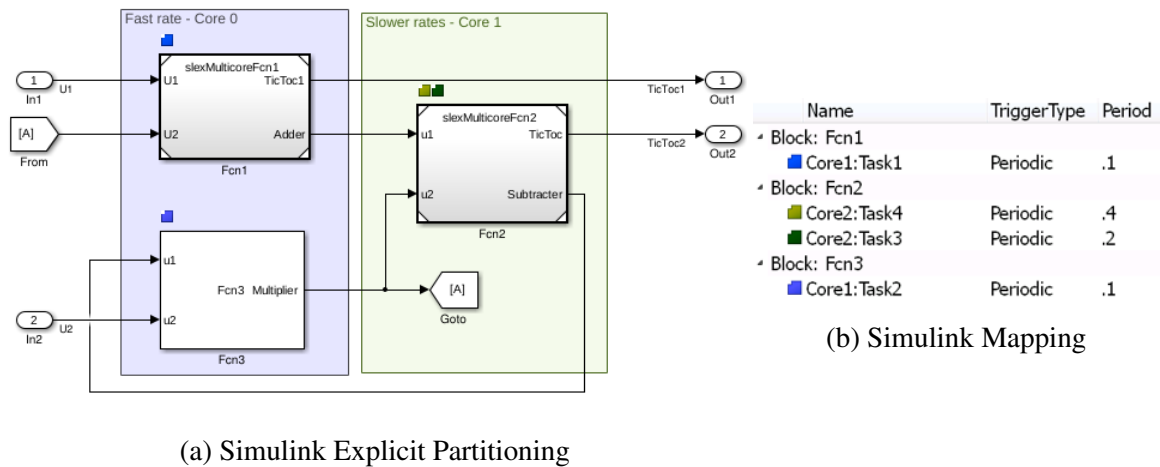 Fast rate - Core 0
Slower rates - Core 1
slexMulticoreFcn1
1
In1
U1
U1
TicToc1
TicToc1
1
Out1
[A]
From
U2
Adder
Fcn1
slexMulticoreFcn2
u1
TicToc
TicToc2
2
Out2
u2
Subtracter
Fcn2
u1
Fcn3
Multiplier
[A]
Goto
2
In2
U2
u2
Fcn3
Name TriggerType Period
Block: Fcn1
Core1:Task1 Periodic .1
Block: Fcn2
Core2:Task4 Periodic .4
Core2:Task3 Periodic .2
Block: Fcn3
Core1:Task2 Periodic .1
(b) Simulink Mapping
(a) Simulink Explicit Partitioning